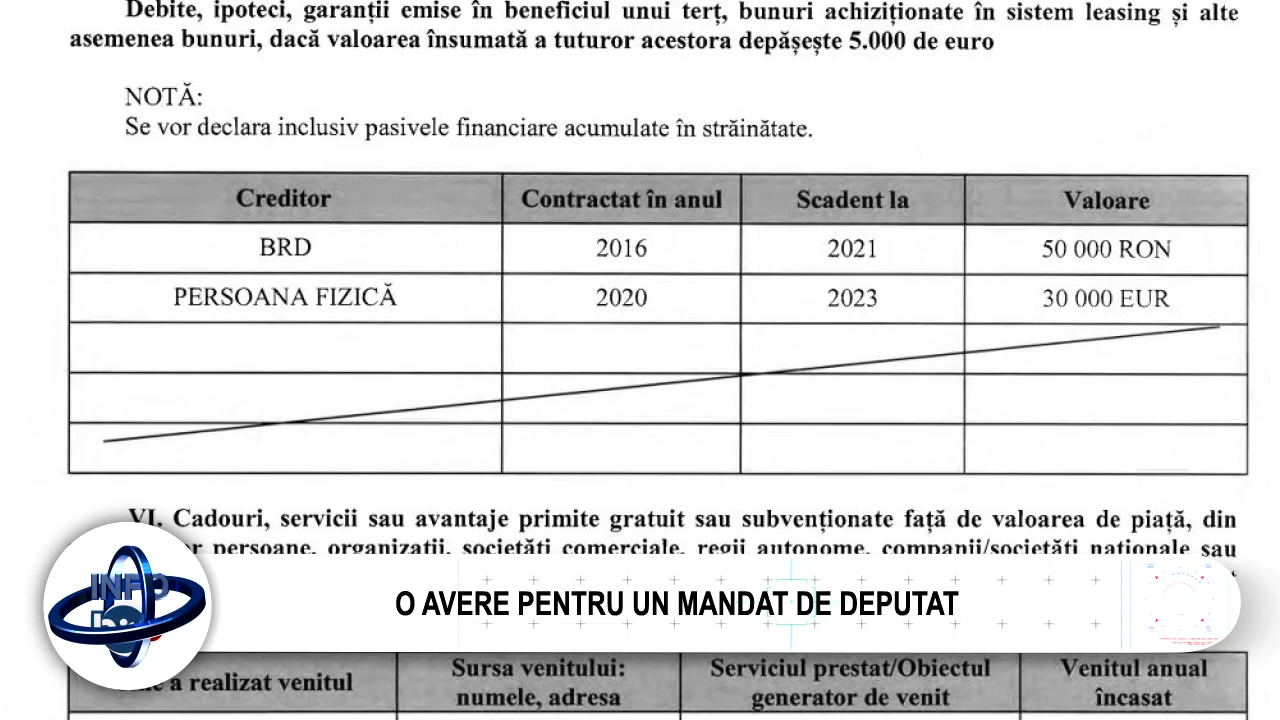 Debite, ipoteci, garanții emise în beneficiul unui terț, bunuri achiziționate în sistem leasing și alte
asemenea bunuri, dacă valoarea însumată a tuturor acestora depășește 5.000 de euro
NOTĂ:
Se vor declara inclusiv pasivele financiare acumulate în străinătate.
Creditor Contractat în anul Scadent la Valoare
BRD 2016 2021 50 000 RON
PERSOANA FIZICĂ 2020 2023 30 000 EUR
VI. Cadouri, servicii sau avantaje primite gratuit sau subvenționate față de valoarea de piață, din
persoane, organizații, societăți comerciale, regii autonome, companii/societăți naționale sau
INFO
O AVERE PENTRU UN MANDAT DE DEPUTAT
a realizat venitul Sursa venitului: Serviciul prestat/Obiectul Venitul anual
numele, adresa generator de venit încasat